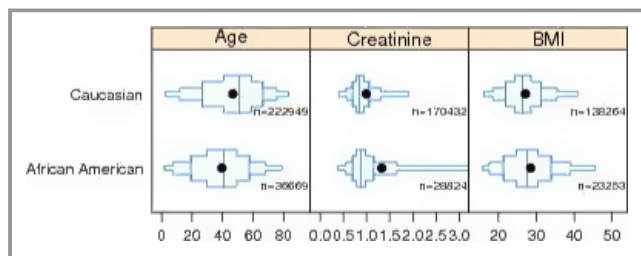 Age Creatinine BMI
Caucasian
n=222949 n=170432 n=138264
African American
n=36669 n=28824 n=23253
0 20 40 60 80 0.0 0.5 1.0 1.5 2.0 2.5 3.0 20 30 40 50